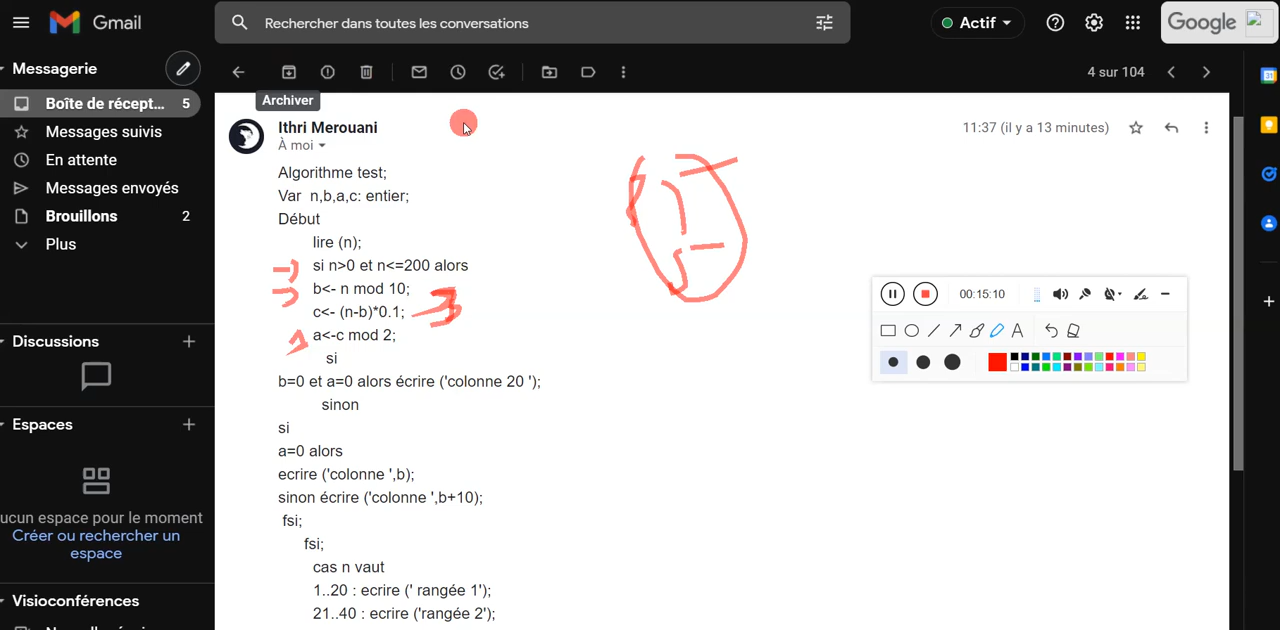 Gmail
Rechercher dans toutes les conversations
Actif
Google
Messagerie
4 sur 104
Boîte de récept... 5
Archiver
Messages suivis
En attente
Messages envoyés
Brouillons 2
Plus
Discussions
Espaces
ucun espace pour le moment
Créer ou rechercher un
espace
Visioconférences
Ithri Merouani
À moi
11:37 (il y a 13 minutes)
Algorithme test;
Var n,b,a,c: entier;
Début
lire (n);
si n>0 et n<=200 alors
b<- n mod 10;
c<- (n-b)*0.1;
a<-c mod 2;
si
b=0 et a=0 alors écrire ('colonne 20 ');
sinon
si
a=0 alors
ecrire ('colonne ',b);
sinon écrire ('colonne ',b+10);
fsi;
fsi;
cas n vaut
1..20 : ecrire (' rangée 1');
21..40 : ecrire ('rangée 2');
00:15:10
31